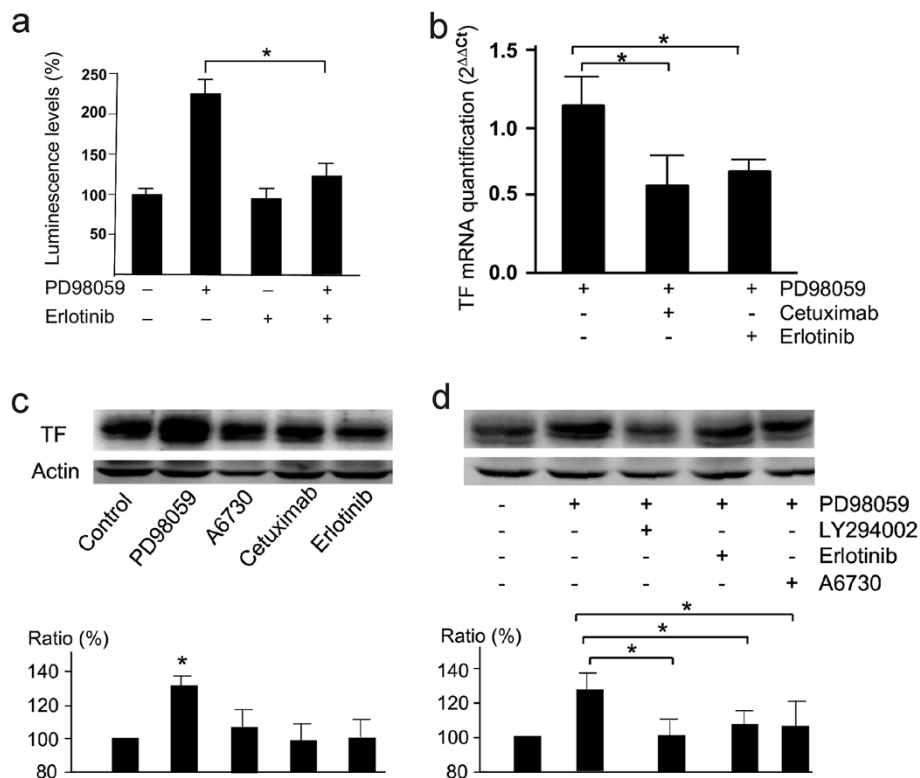 a
Luminescence levels (%)
250
200
150
100
50
*
PD98059 – + – +
Erlotinib – – + +
b
TF mRNA quantification (2^ΔΔCt)
1.5
1.0
0.5
0.0
*
*
+ + + PD98059
- + - Cetuximab
- - + Erlotinib
c
TF
Actin
Control
PD98059
A6730
Cetuximab
Erlotinib
Ratio (%)
140
120
100
80
*
d
- + + + + PD98059
- - + - - LY294002
- - - + - Erlotinib
- - - - + A6730
Ratio (%)
140
120
100
80
*
*
*